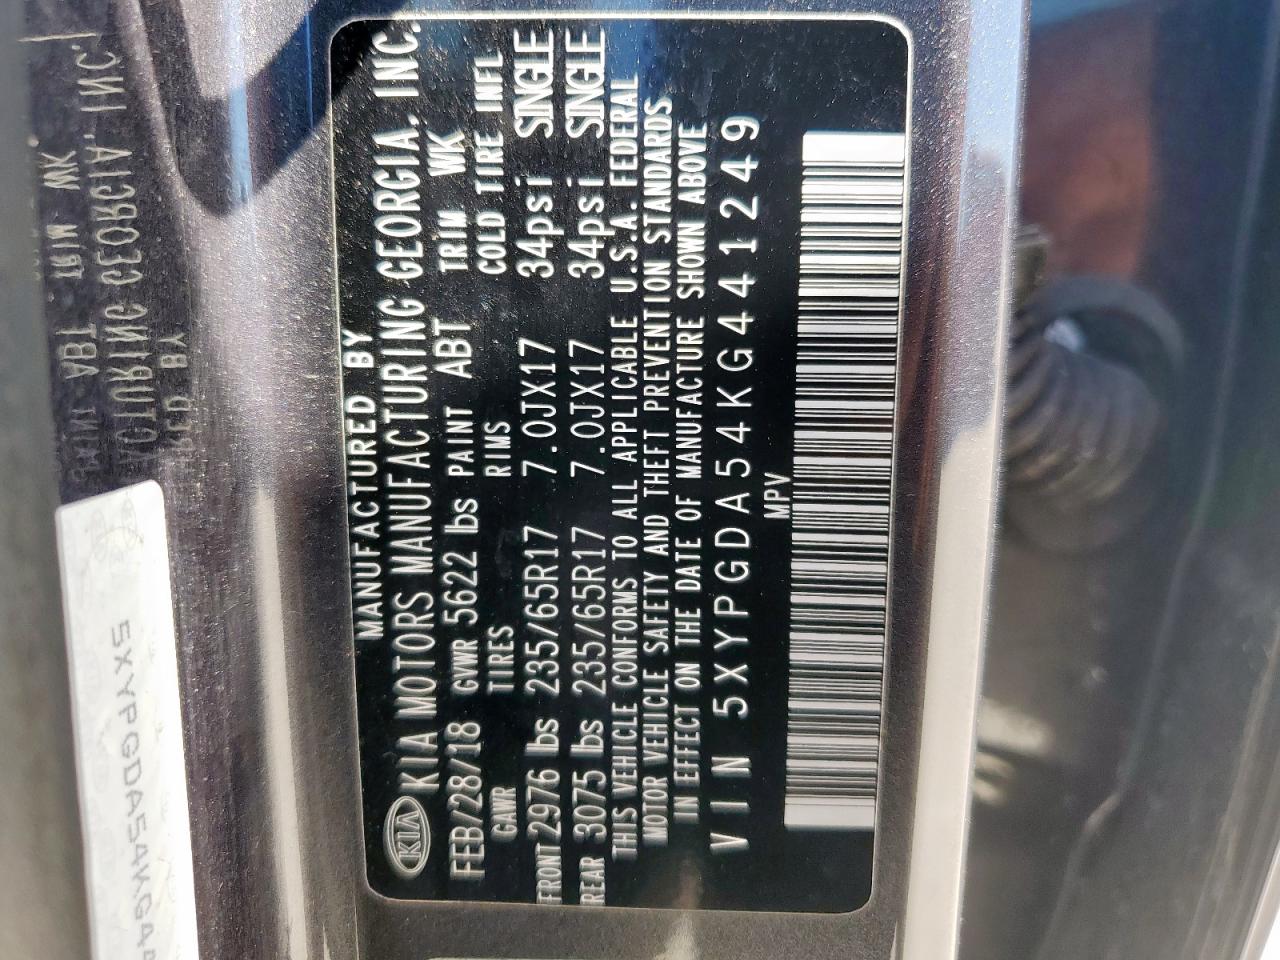 MANUFACTURED BY
KIA KIA MOTORS MANUFACTURING GEORGIA. INC.
FEB/28/18 GVWR 5622 lbs PAINT ABT TRIM WK
GAWR TIRES RIMS COLD TIRE INFL
FRONT 2976 lbs 235/65R17 7.0JX17 34psi SINGLE
REAR 3075 lbs 235/65R17 7.0JX17 34psi SINGLE
THIS VEHICLE CONFORMS TO ALL APPLICABLE U.S.A. FEDERAL
MOTOR VEHICLE SAFETY AND THEFT PREVENTION STANDARDS
IN EFFECT ON THE DATE OF MANUFACTURE SHOWN ABOVE
VIN 5XYPGDA54KG441249
MPV
5XYPGDA54KG44